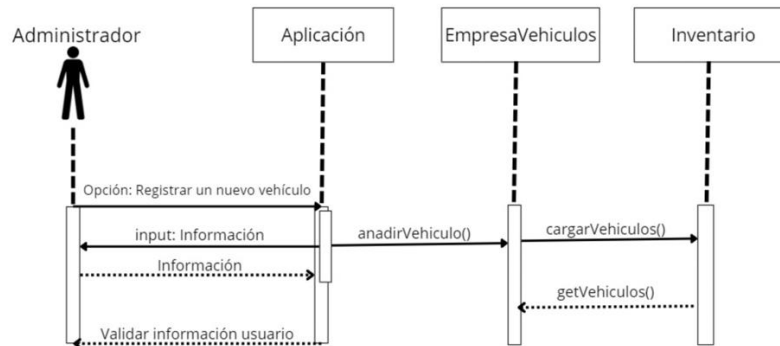 Administrador
Aplicación
EmpresaVehiculos
Inventario
Opción: Registrar un nuevo vehículo
input: Información
anadirVehiculo()
cargarVehiculos()
Información
getVehiculos()
Validar información usuario